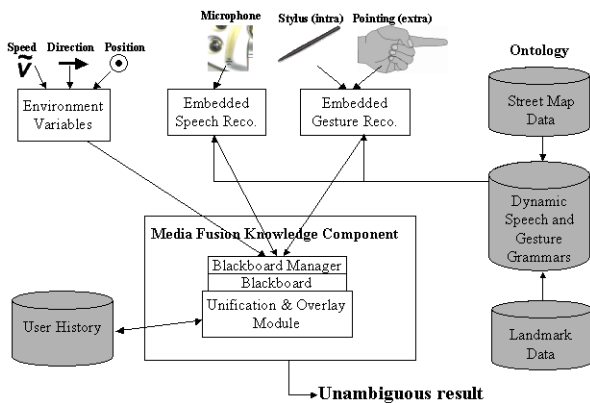 Microphone
Stylus (intra)
Pointing (extra)
Speed
Direction
Position
ṽ
Ontology
Environment
Variables
Embedded
Speech Reco.
Embedded
Gesture Reco.
Street Map
Data
Dynamic
Speech and
Gesture
Grammars
Media Fusion Knowledge Component
Blackboard Manager
Blackboard
Unification & Overlay
Module
User History
Landmark
Data
Unambiguous result